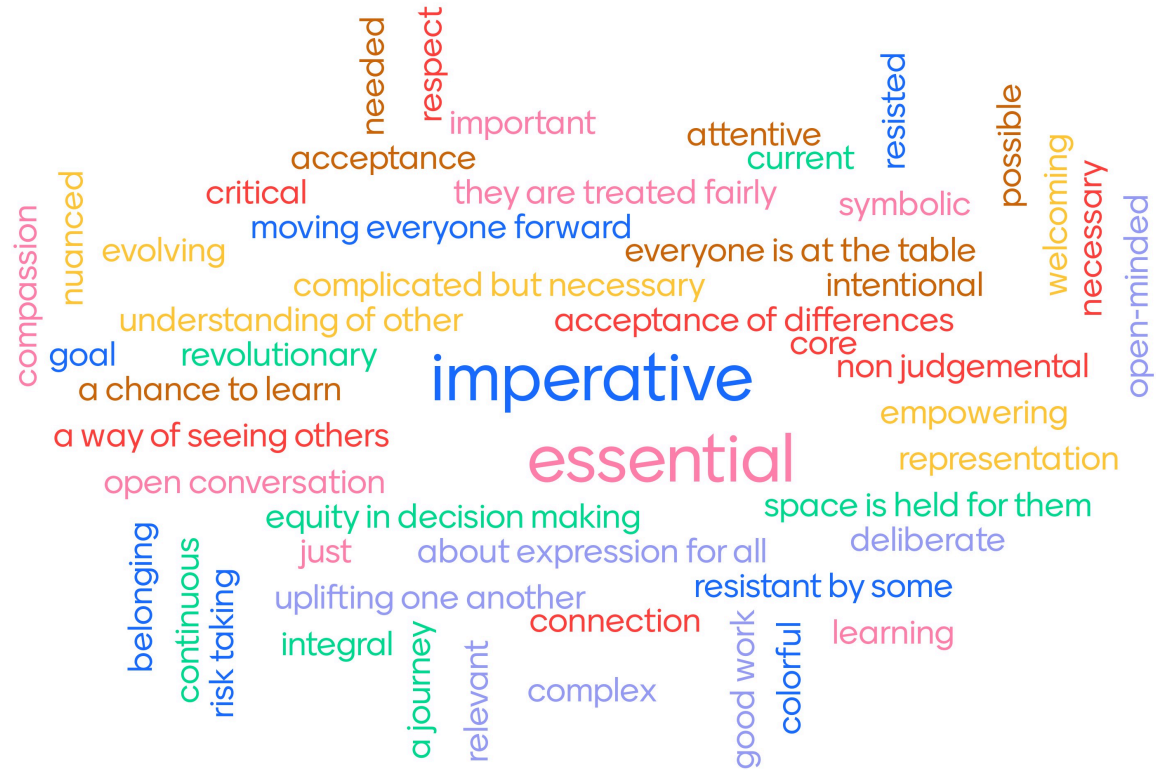 needed
respect
important
resisted
attentive
possible
acceptance
current
welcoming
critical
they are treated fairly
necessary
nuanced
symbolic
compassion
moving everyone forward
open-minded
evolving
everyone is at the table
complicated but necessary
intentional
understanding of other
acceptance of differences
core
goal
revolutionary
imperative
non judgemental
a chance to learn
empowering
a way of seeing others
essential
representation
open conversation
space is held for them
equity in decision making
deliberate
just
about expression for all
belonging
continuous
risk taking
uplifting one another
resistant by some
connection
learning
integral
a journey
relevant
complex
good work
colorful